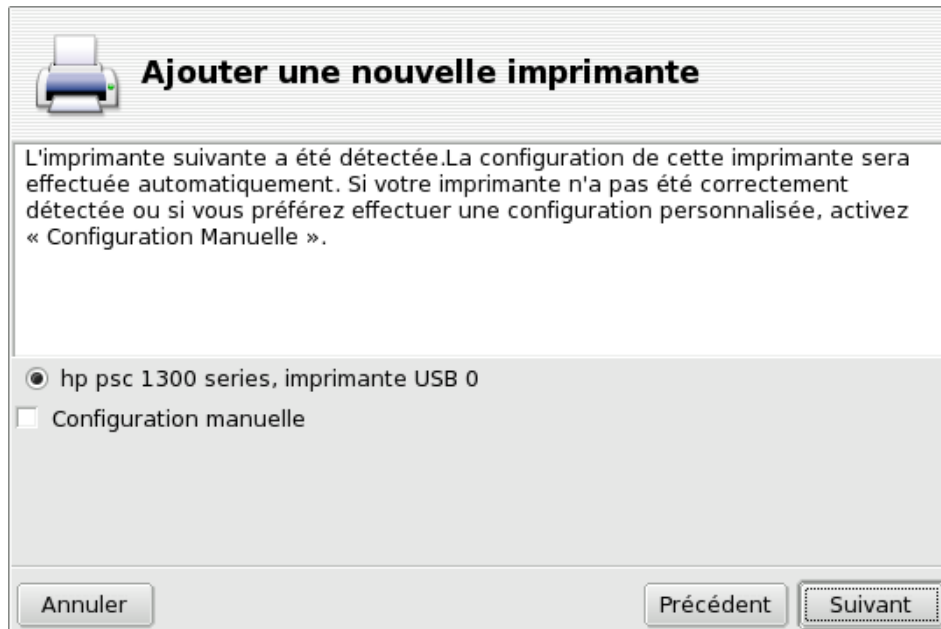 Ajouter une nouvelle imprimante
L'imprimante suivante a été détectée.La configuration de cette imprimante sera
effectuée automatiquement. Si votre imprimante n'a pas été correctement
détectée ou si vous préférez effectuer une configuration personnalisée, activez
« Configuration Manuelle ».
hp psc 1300 series, imprimante USB 0
Configuration manuelle
Annuler
Précédent
Suivant